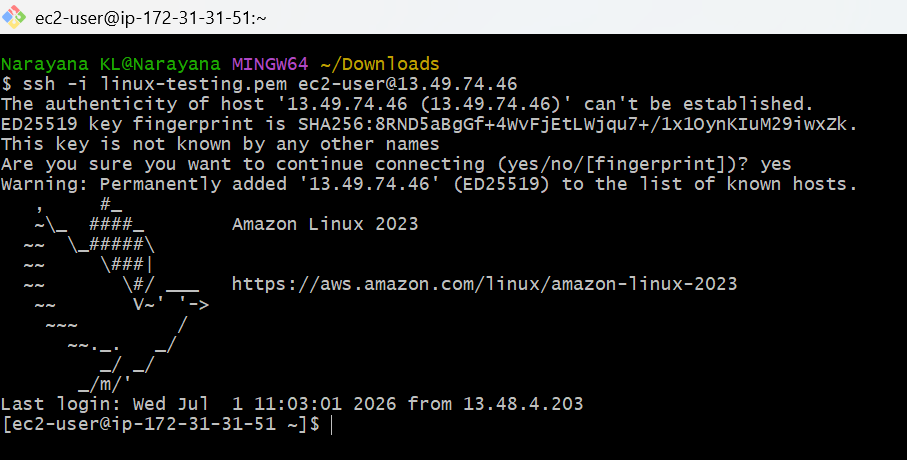 ec2-user@ip-172-31-31-51:~
Narayana KL@Narayana MINGW64 ~/Downloads
$ ssh -i linux-testing.pem ec2-user@13.49.74.46
The authenticity of host '13.49.74.46 (13.49.74.46)' can't be established.
ED25519 key fingerprint is SHA256:8RND5aBgGf+4WvFjEtLWjqu7+/1x1OynKIuM29iwxZk.
This key is not known by any other names
Are you sure you want to continue connecting (yes/no/[fingerprint])? yes
Warning: Permanently added '13.49.74.46' (ED25519) to the list of known hosts.
   ,     #_
   ~\_  ####_        Amazon Linux 2023
  ~~  \_#####\
  ~~     \###|
  ~~       \#/ ___   https://aws.amazon.com/linux/amazon-linux-2023
   ~~       V~' '->
    ~~~         /
      ~~._.   _/
         _/ _/
       _/m/'
Last login: Wed Jul  1 11:03:01 2026 from 13.48.4.203
[ec2-user@ip-172-31-31-51 ~]$